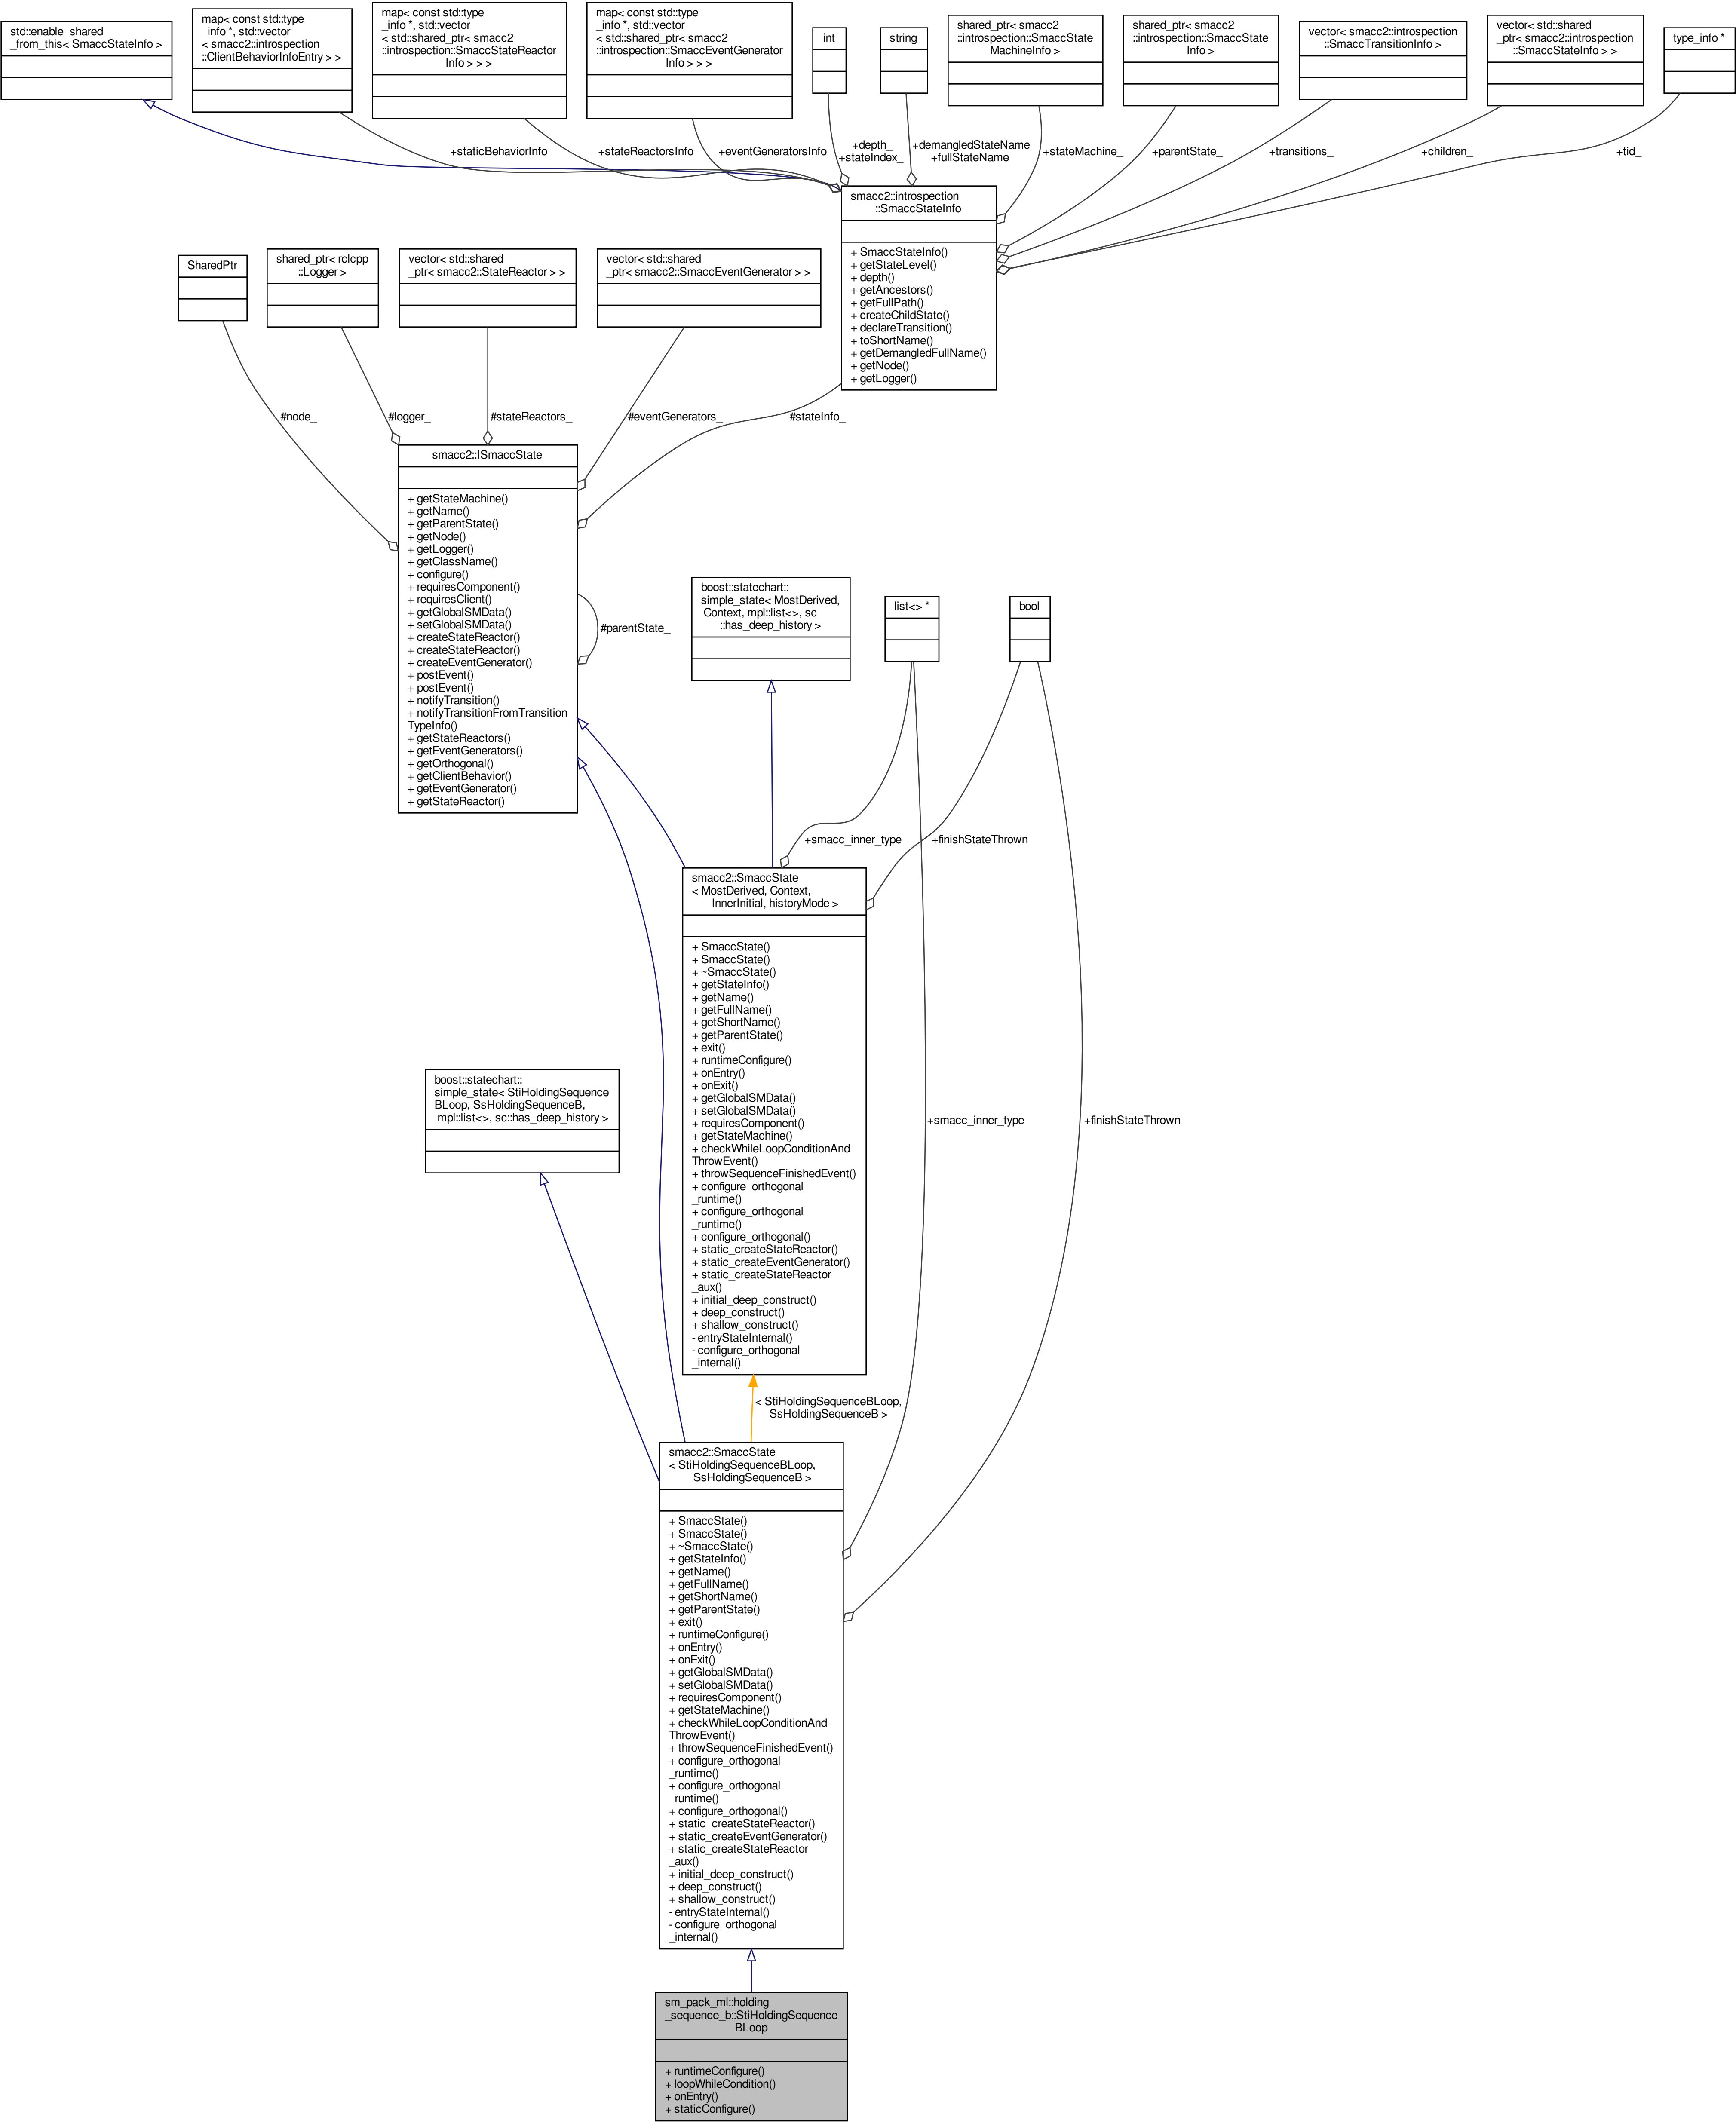 std::enable_shared
_from_this< SmaccStateInfo >
map< const std::type
_info *, std::vector
< smacc2::introspection
::ClientBehaviorInfoEntry > >
map< const std::type
_info *, std::vector
< std::shared_ptr< smacc2
::introspection::SmaccStateReactor
Info > > >
map< const std::type
_info *, std::vector
< std::shared_ptr< smacc2
::introspection::SmaccEventGenerator
Info > > >
int
string
shared_ptr< smacc2
::introspection::SmaccState
MachineInfo >
shared_ptr< smacc2
::introspection::SmaccState
Info >
vector< smacc2::introspection
::SmaccTransitionInfo >
vector< std::shared
_ptr< smacc2::introspection
::SmaccStateInfo > >
type_info *
+staticBehaviorInfo
+stateReactorsInfo
+eventGeneratorsInfo
+depth_
+stateIndex_
+demangledStateName
+fullStateName
+stateMachine_
+parentState_
+transitions_
+children_
+tid_
smacc2::introspection
::SmaccStateInfo
+ SmaccStateInfo()
+ getStateLevel()
+ depth()
+ getAncestors()
+ getFullPath()
+ createChildState()
+ declareTransition()
+ toShortName()
+ getDemangledFullName()
+ getNode()
+ getLogger()
SharedPtr
shared_ptr< rclcpp
::Logger >
vector< std::shared
_ptr< smacc2::StateReactor > >
vector< std::shared
_ptr< smacc2::SmaccEventGenerator > >
#node_
#logger_
#stateReactors_
#eventGenerators_
#stateInfo_
smacc2::ISmaccState
+ getStateMachine()
+ getName()
+ getParentState()
+ getNode()
+ getLogger()
+ getClassName()
+ configure()
+ requiresComponent()
+ requiresClient()
+ getGlobalSMData()
+ setGlobalSMData()
+ createStateReactor()
+ createStateReactor()
+ createEventGenerator()
+ postEvent()
+ postEvent()
+ notifyTransition()
+ notifyTransitionFromTransition
TypeInfo()
+ getStateReactors()
+ getEventGenerators()
+ getOrthogonal()
+ getClientBehavior()
+ getEventGenerator()
+ getStateReactor()
#parentState_
boost::statechart::
simple_state< MostDerived,
Context, mpl::list<>, sc
::has_deep_history >
list<> *
bool
+smacc_inner_type
+finishStateThrown
smacc2::SmaccState
< MostDerived, Context,
InnerInitial, historyMode >
+ SmaccState()
+ SmaccState()
+ ~SmaccState()
+ getStateInfo()
+ getName()
+ getFullName()
+ getShortName()
+ getParentState()
+ exit()
+ runtimeConfigure()
+ onEntry()
+ onExit()
+ getGlobalSMData()
+ setGlobalSMData()
+ requiresComponent()
+ getStateMachine()
+ checkWhileLoopConditionAnd
ThrowEvent()
+ throwSequenceFinishedEvent()
+ configure_orthogonal
_runtime()
+ configure_orthogonal
_runtime()
+ configure_orthogonal()
+ static_createStateReactor()
+ static_createEventGenerator()
+ static_createStateReactor
_aux()
+ initial_deep_construct()
+ deep_construct()
+ shallow_construct()
- entryStateInternal()
- configure_orthogonal
_internal()
boost::statechart::
simple_state< StiHoldingSequence
BLoop, SsHoldingSequenceB,
mpl::list<>, sc::has_deep_history >
+smacc_inner_type
+finishStateThrown
< StiHoldingSequenceBLoop,
SsHoldingSequenceB >
smacc2::SmaccState
< StiHoldingSequenceBLoop,
SsHoldingSequenceB >
+ SmaccState()
+ SmaccState()
+ ~SmaccState()
+ getStateInfo()
+ getName()
+ getFullName()
+ getShortName()
+ getParentState()
+ exit()
+ runtimeConfigure()
+ onEntry()
+ onExit()
+ getGlobalSMData()
+ setGlobalSMData()
+ requiresComponent()
+ getStateMachine()
+ checkWhileLoopConditionAnd
ThrowEvent()
+ throwSequenceFinishedEvent()
+ configure_orthogonal
_runtime()
+ configure_orthogonal
_runtime()
+ configure_orthogonal()
+ static_createStateReactor()
+ static_createEventGenerator()
+ static_createStateReactor
_aux()
+ initial_deep_construct()
+ deep_construct()
+ shallow_construct()
- entryStateInternal()
- configure_orthogonal
_internal()
sm_pack_ml::holding
_sequence_b::StiHoldingSequence
BLoop
+ runtimeConfigure()
+ loopWhileCondition()
+ onEntry()
+ staticConfigure()